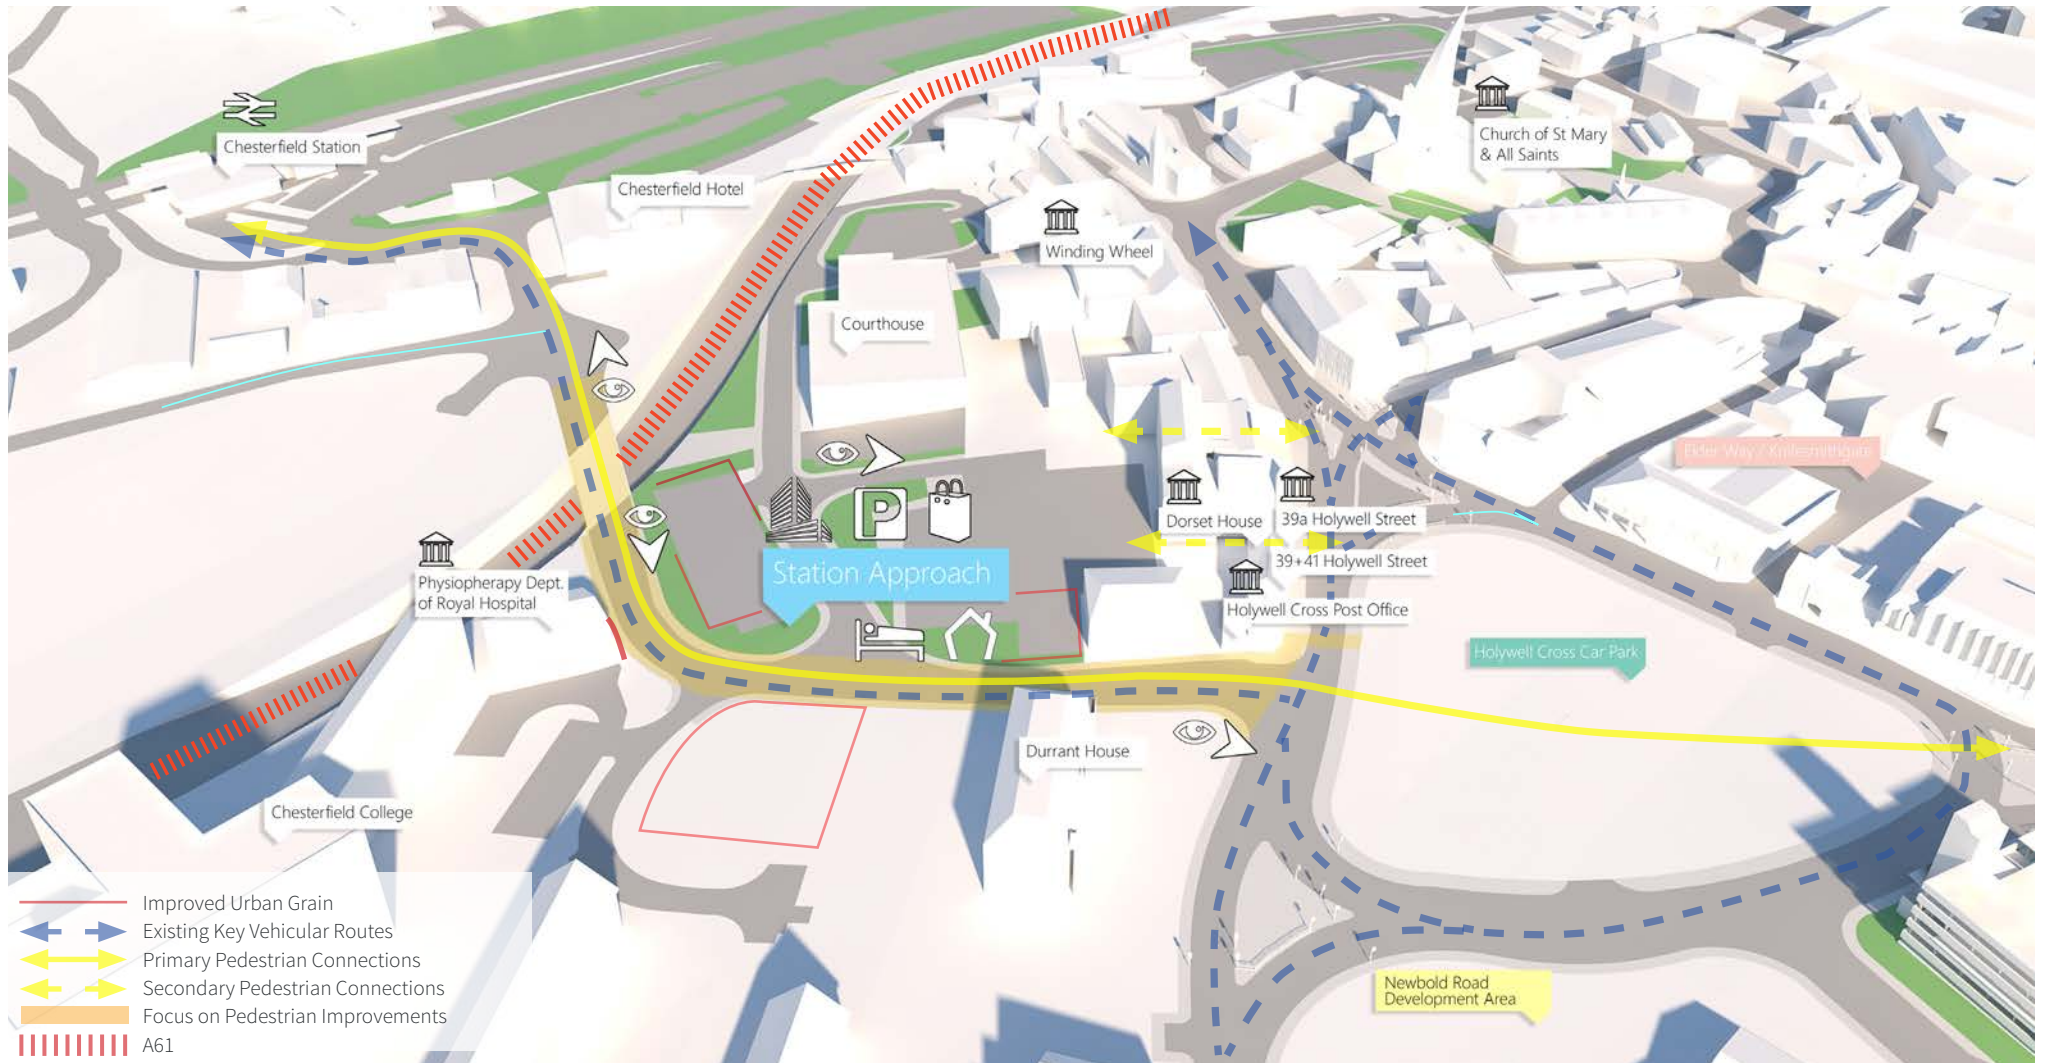 Chesterfield Station
Chesterfield Hotel
Church of St Mary
& All Saints
Winding Wheel
Courthouse
Elder Way / Knifesmithgate
P
Dorset House
39a Holywell Street
39+41 Holywell Street
Holywell Cross Post Office
Physiopherapy Dept.
of Royal Hospital
Station Approach
Holywell Cross Car Park
Durrant House
Chesterfield College
Newbold Road
Development Area
Improved Urban Grain
Existing Key Vehicular Routes
Primary Pedestrian Connections
Secondary Pedestrian Connections
Focus on Pedestrian Improvements
A61